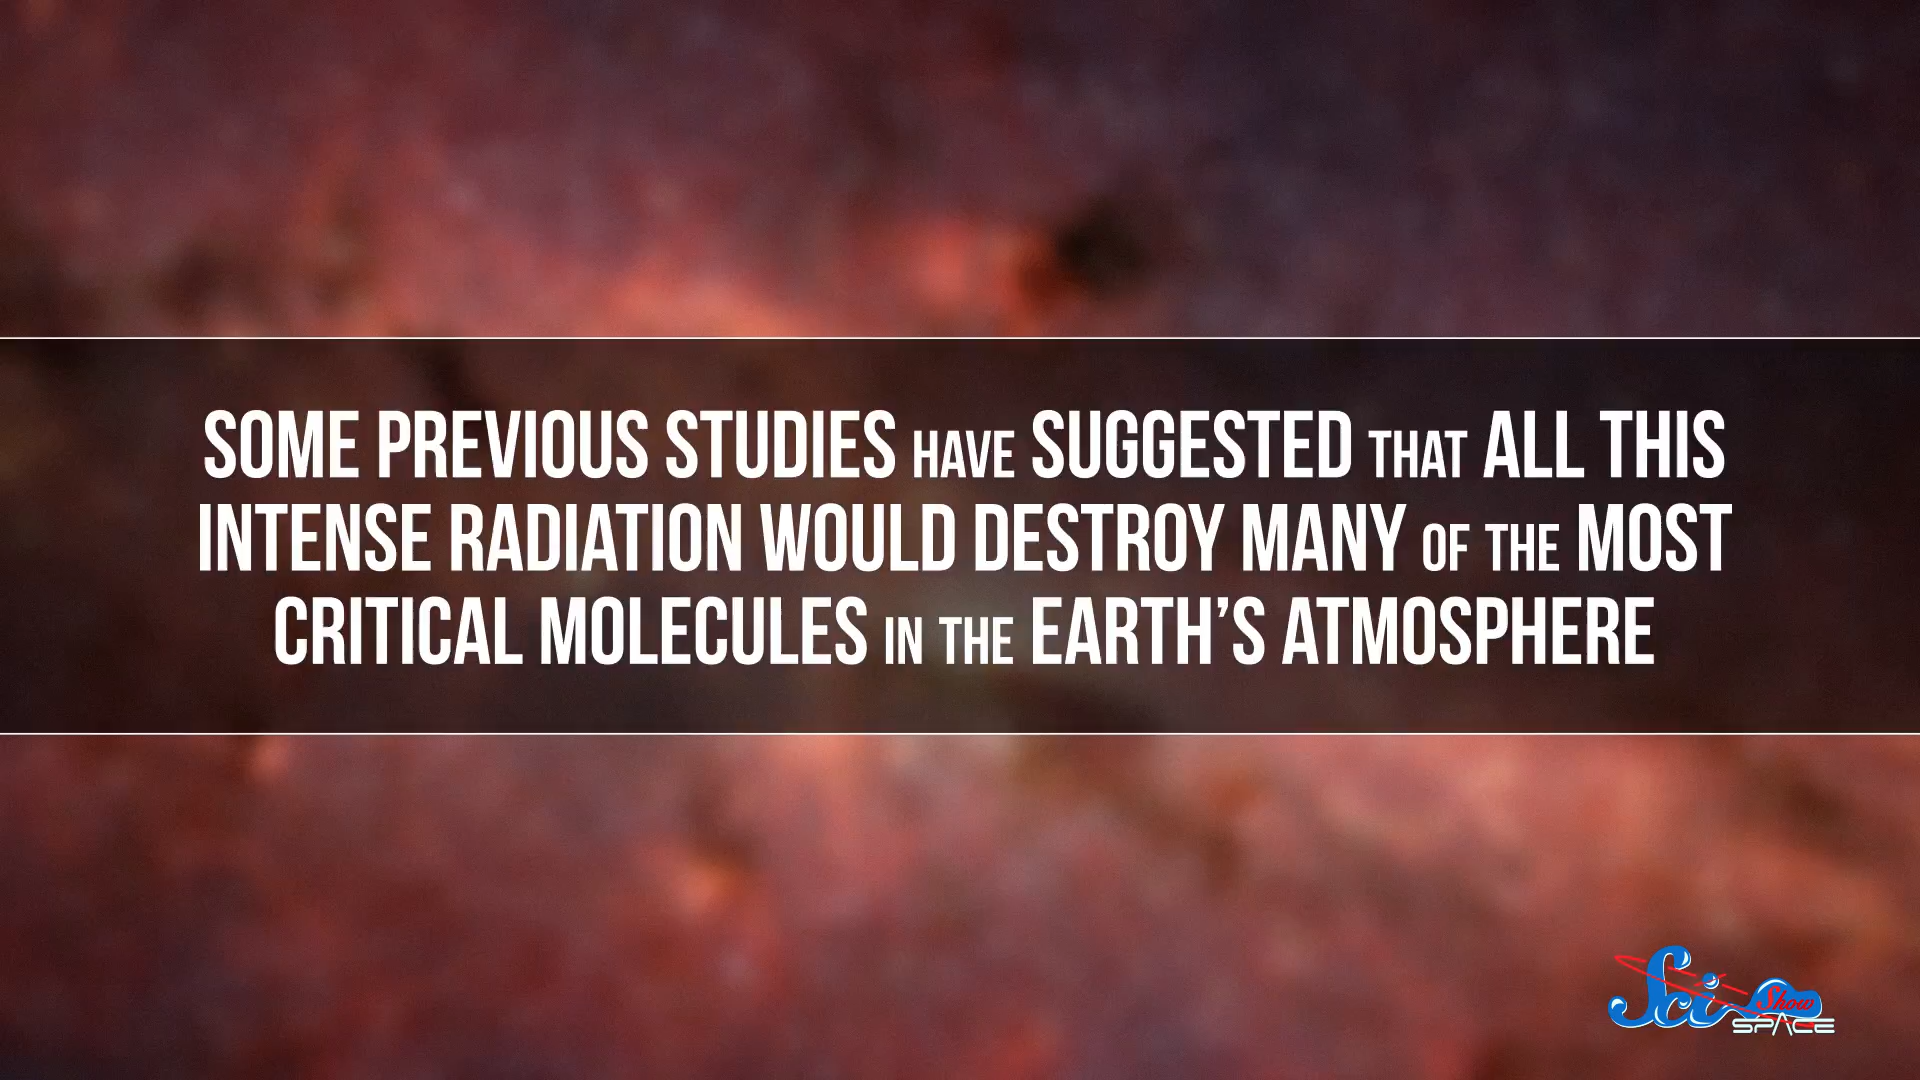 SOME PREVIOUS STUDIES HAVE SUGGESTED THAT ALL THIS
INTENSE RADIATION WOULD DESTROY MANY OF THE MOST
CRITICAL MOLECULES IN THE EARTH’S ATMOSPHERE
Sci Show
SPACE